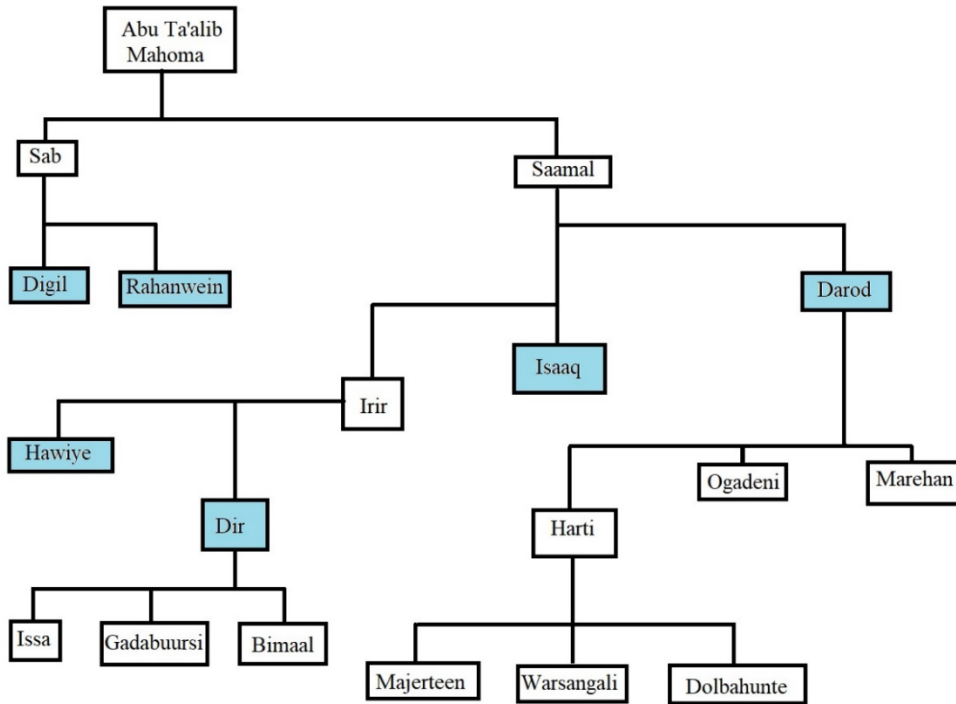 Abu Ta'alib
Mahoma
Sab
Saamal
Digil
Rahanwein
Darod
Isaaq
Irir
Hawiye
Ogadeni
Marehan
Dir
Harti
Issa
Gadabuursi
Bimaal
Majerteen
Warsangali
Dolbahunte